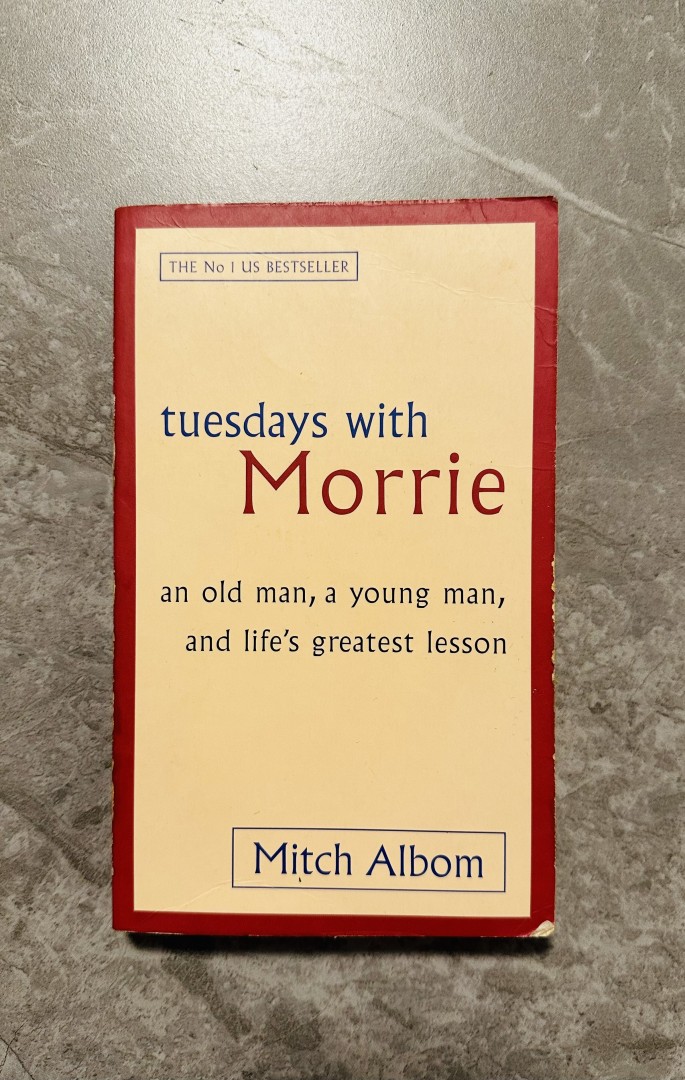 THE No 1 US BESTSELLER
tuesdays with
Morrie
an old man, a young man,
and life's greatest lesson
Mitch Albom